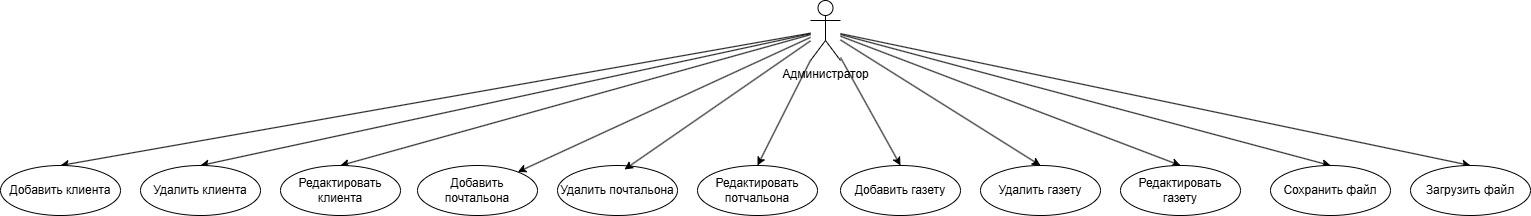 Администратор
Добавить клиента
Удалить клиента
Редактировать
клиента
Добавить
почтальона
Удалить почтальона
Редактировать
потчальона
Добавить газету
Удалить газету
Редактировать
газету
Сохранить файл
Загрузить файл